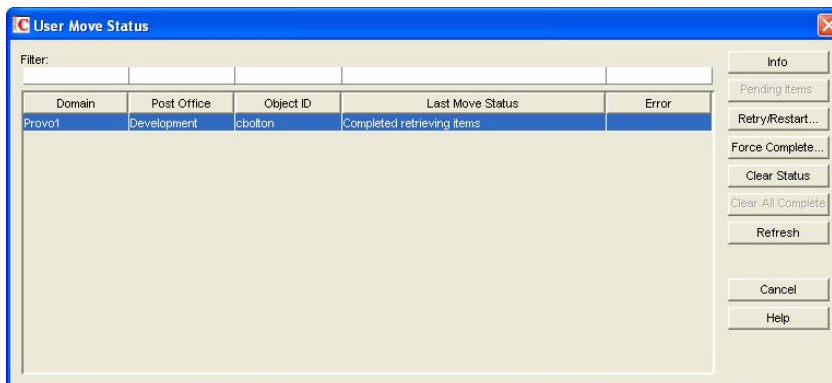 User Move Status
Filter:
Domain Post Office Object ID Last Move Status Error
Provo1 Development cbolton Completed retrieving items
Info
Pending Items
Retry/Restart...
Force Complete...
Clear Status
Clear All Complete
Refresh
Cancel
Help